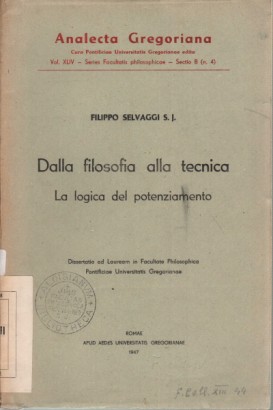 Analecta Gregoriana
Cura Pontificiae Universitatis Gregorianae edita
Vol. XLIV - Series Facultatis philosophicae - Sectio B (n. 4)
FILIPPO SELVAGGI S. J.
Dalla filosofia alla tecnica
La logica del potenziamento
Dissertatio ad Lauream in Facultate Philosophica
Pontificiae Universitatis Gregorianae
ROMAE
APUD AEDES UNIVERSITATIS GREGORIANAE
1947